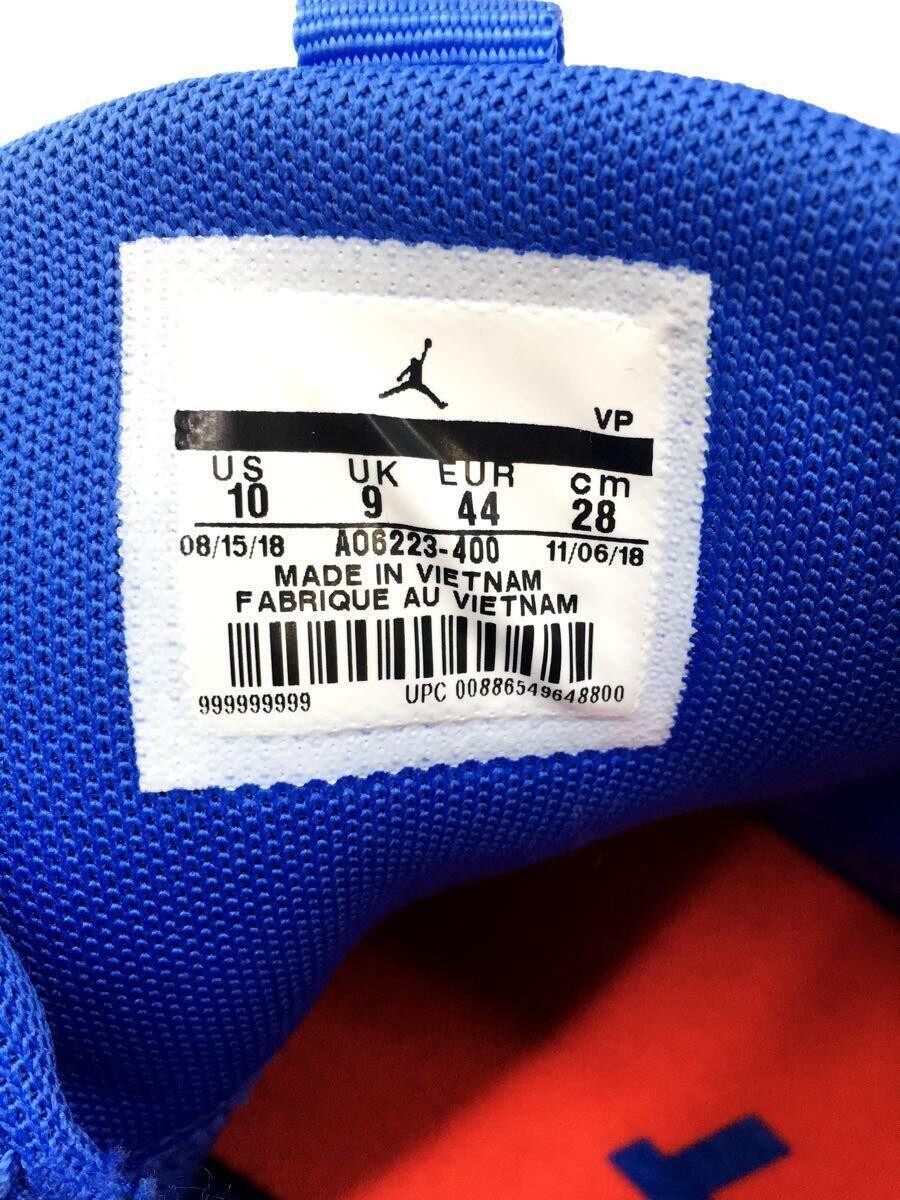 VP
US UK EUR cm
10 9 44 28
08/15/18 AO6223-400 11/06/18
MADE IN VIETNAM
FABRIQUE AU VIETNAM
999999999 UPC 00886549648800